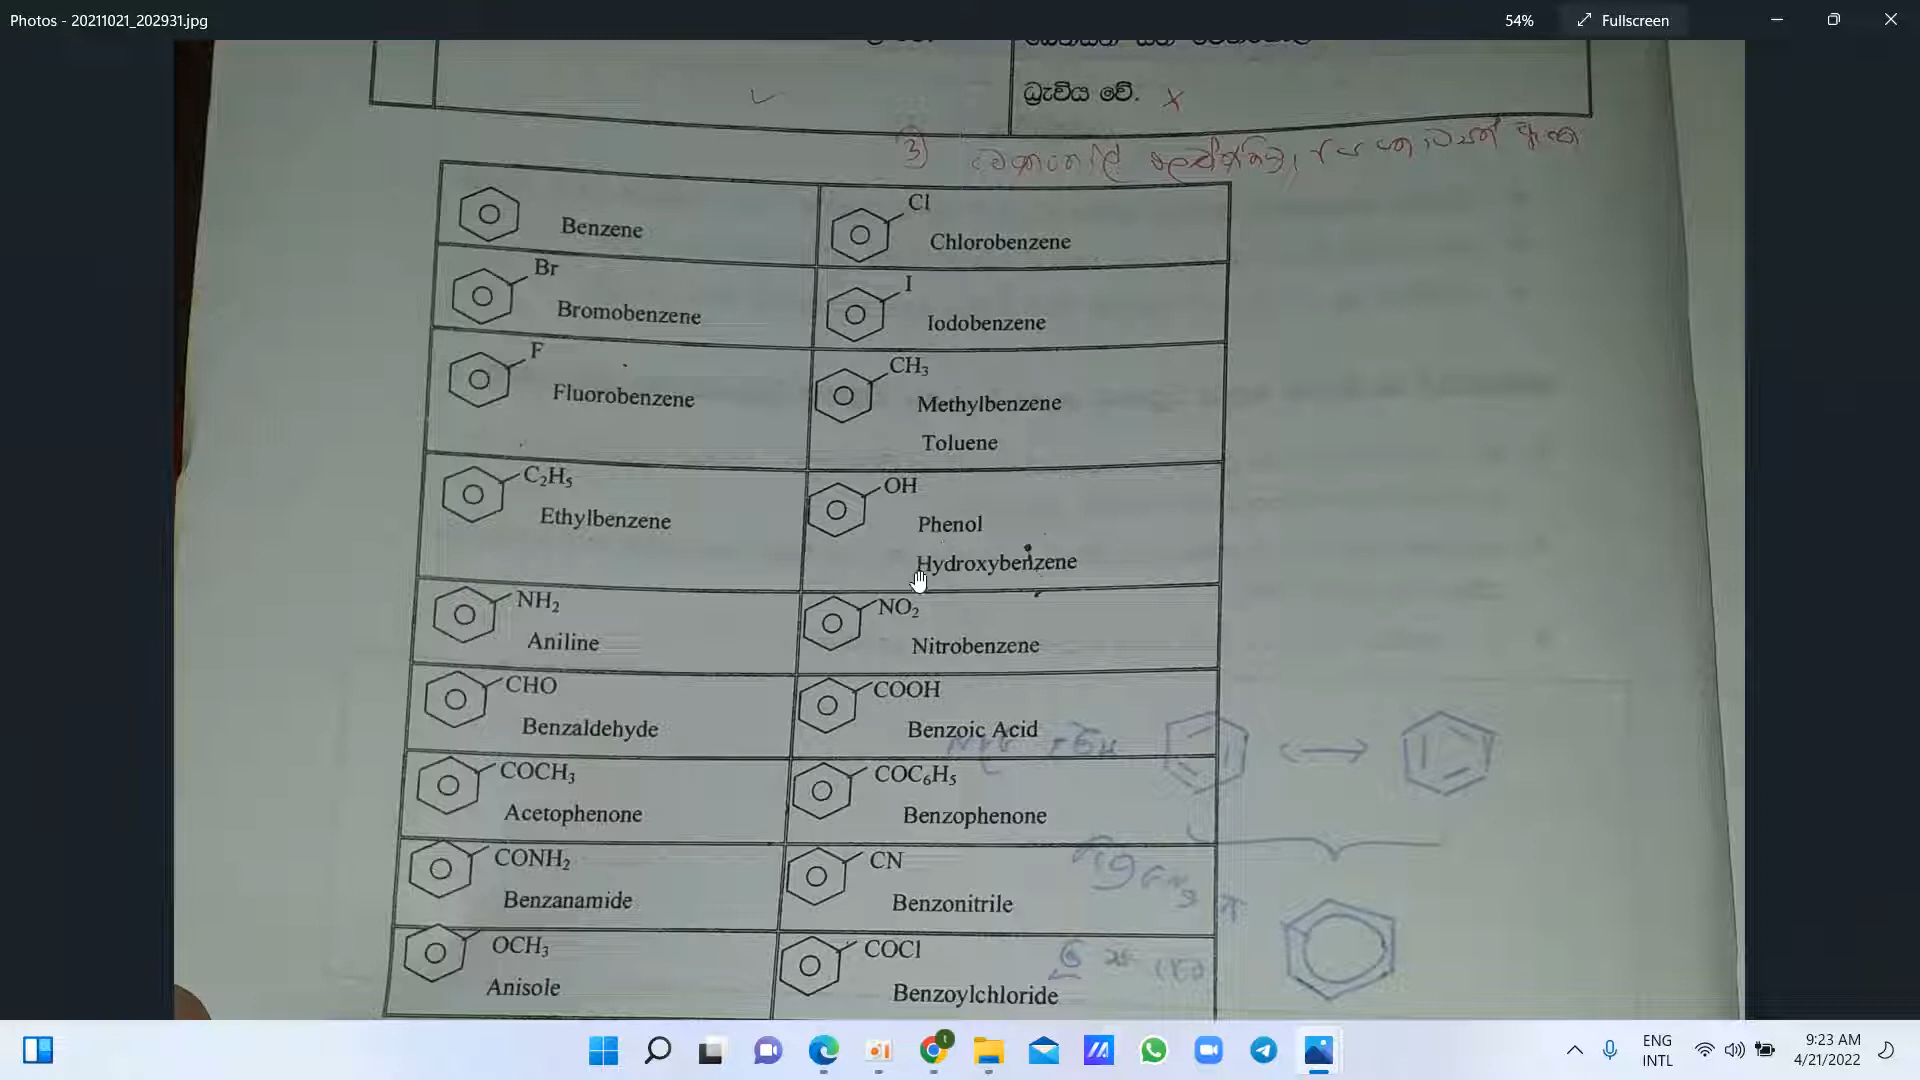 Photos - 20211021_202931.jpg
54%
Fullscreen
ධ්‍රැවීය වේ.
3)
Benzene
Cl
Chlorobenzene
Br
Bromobenzene
I
Iodobenzene
F
Fluorobenzene
CH₃
Methylbenzene
Toluene
C₂H₅
Ethylbenzene
OH
Phenol
Hydroxybenzene
NH₂
Aniline
NO₂
Nitrobenzene
CHO
Benzaldehyde
COOH
Benzoic Acid
COCH₃
Acetophenone
COC₆H₅
Benzophenone
CONH₂
Benzanamide
CN
Benzonitrile
OCH₃
Anisole
COCl
Benzoylchloride
ENG
INTL
9:23 AM
4/21/2022